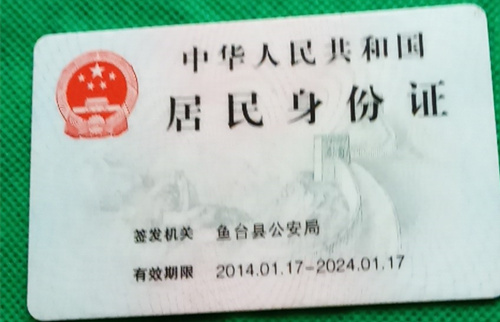 中华人民共和国
居民身份证
签发机关 鱼台县公安局
有效期限 2014.01.17-2024.01.17